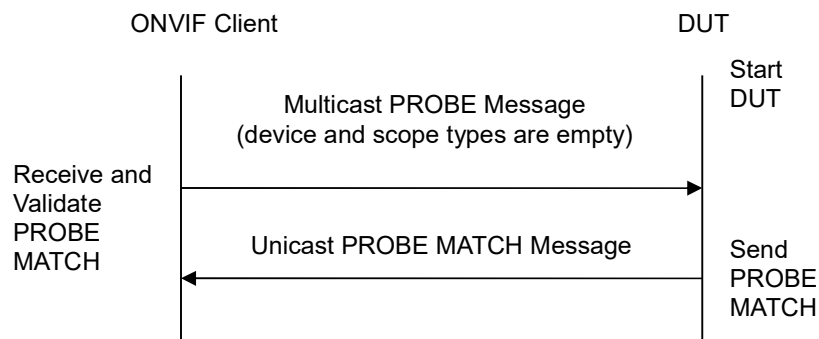 ONVIF Client
DUT
Start
DUT
Multicast PROBE Message
(device and scope types are empty)
Receive and
Validate
PROBE
MATCH
Unicast PROBE MATCH Message
Send
PROBE
MATCH